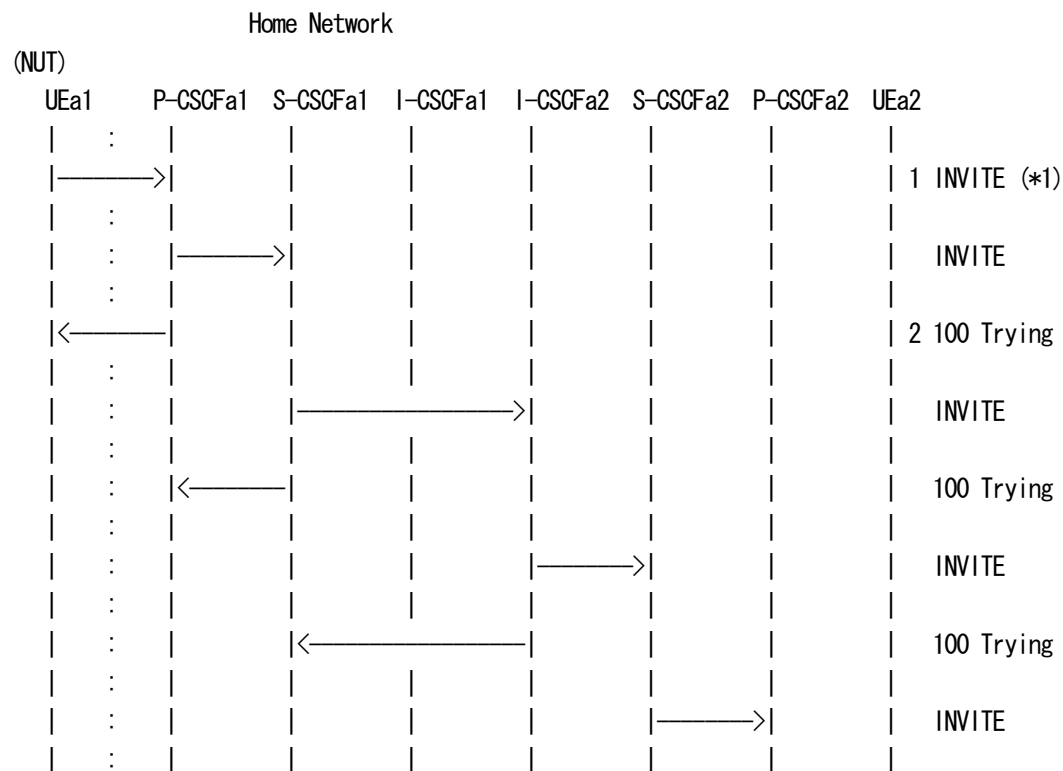 Home Network
(NUT)
UEa1 P-CSCFa1 S-CSCFa1 I-CSCFa1 I-CSCFa2 S-CSCFa2 P-CSCFa2 UEa2
1 INVITE (*1)
INVITE
2 100 Trying
INVITE
100 Trying
INVITE
100 Trying
INVITE